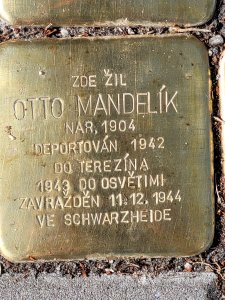 ZDE ŽIL
OTTO MANDELÍK
NAR, 1904
DEPORTOVÁN 1942
DO TEREZÍNA
1943 DO OSVĚTIMI
ZAVRAŽDĚN 11.12.1944
VE SCHWARZHEIDE